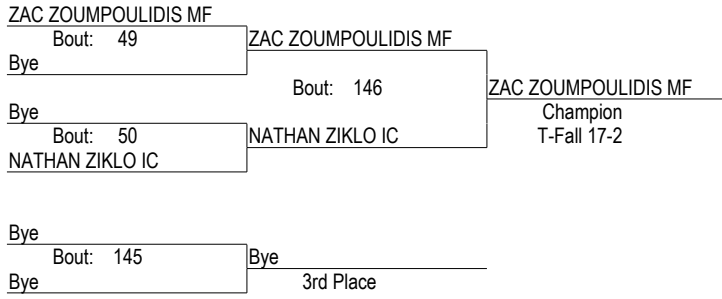 ZAC ZOUMPOULIDIS MF
Bout: 49
ZAC ZOUMPOULIDIS MF
Bye
Bout: 146
ZAC ZOUMPOULIDIS MF
Bye
Champion
Bout: 50
NATHAN ZIKLO IC
T-Fall 17-2
NATHAN ZIKLO IC
Bye
Bout: 145
Bye
Bye
3rd Place